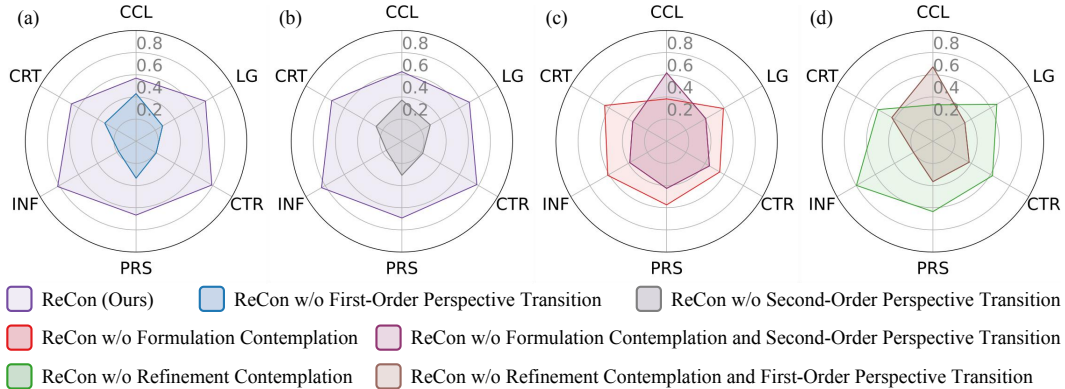 (a)
CCL
0.8
0.6
0.4
0.2
CRT
LG
INF
CTR
PRS
(b)
CCL
0.8
0.6
0.4
0.2
CRT
LG
INF
CTR
PRS
(c)
CCL
0.8
0.6
0.4
0.2
CRT
LG
INF
CTR
PRS
(d)
CCL
0.8
0.6
0.4
0.2
CRT
LG
INF
CTR
PRS
ReCon (Ours)
ReCon w/o First-Order Perspective Transition
ReCon w/o Second-Order Perspective Transition
ReCon w/o Formulation Contemplation
ReCon w/o Formulation Contemplation and Second-Order Perspective Transition
ReCon w/o Refinement Contemplation
ReCon w/o Refinement Contemplation and First-Order Perspective Transition